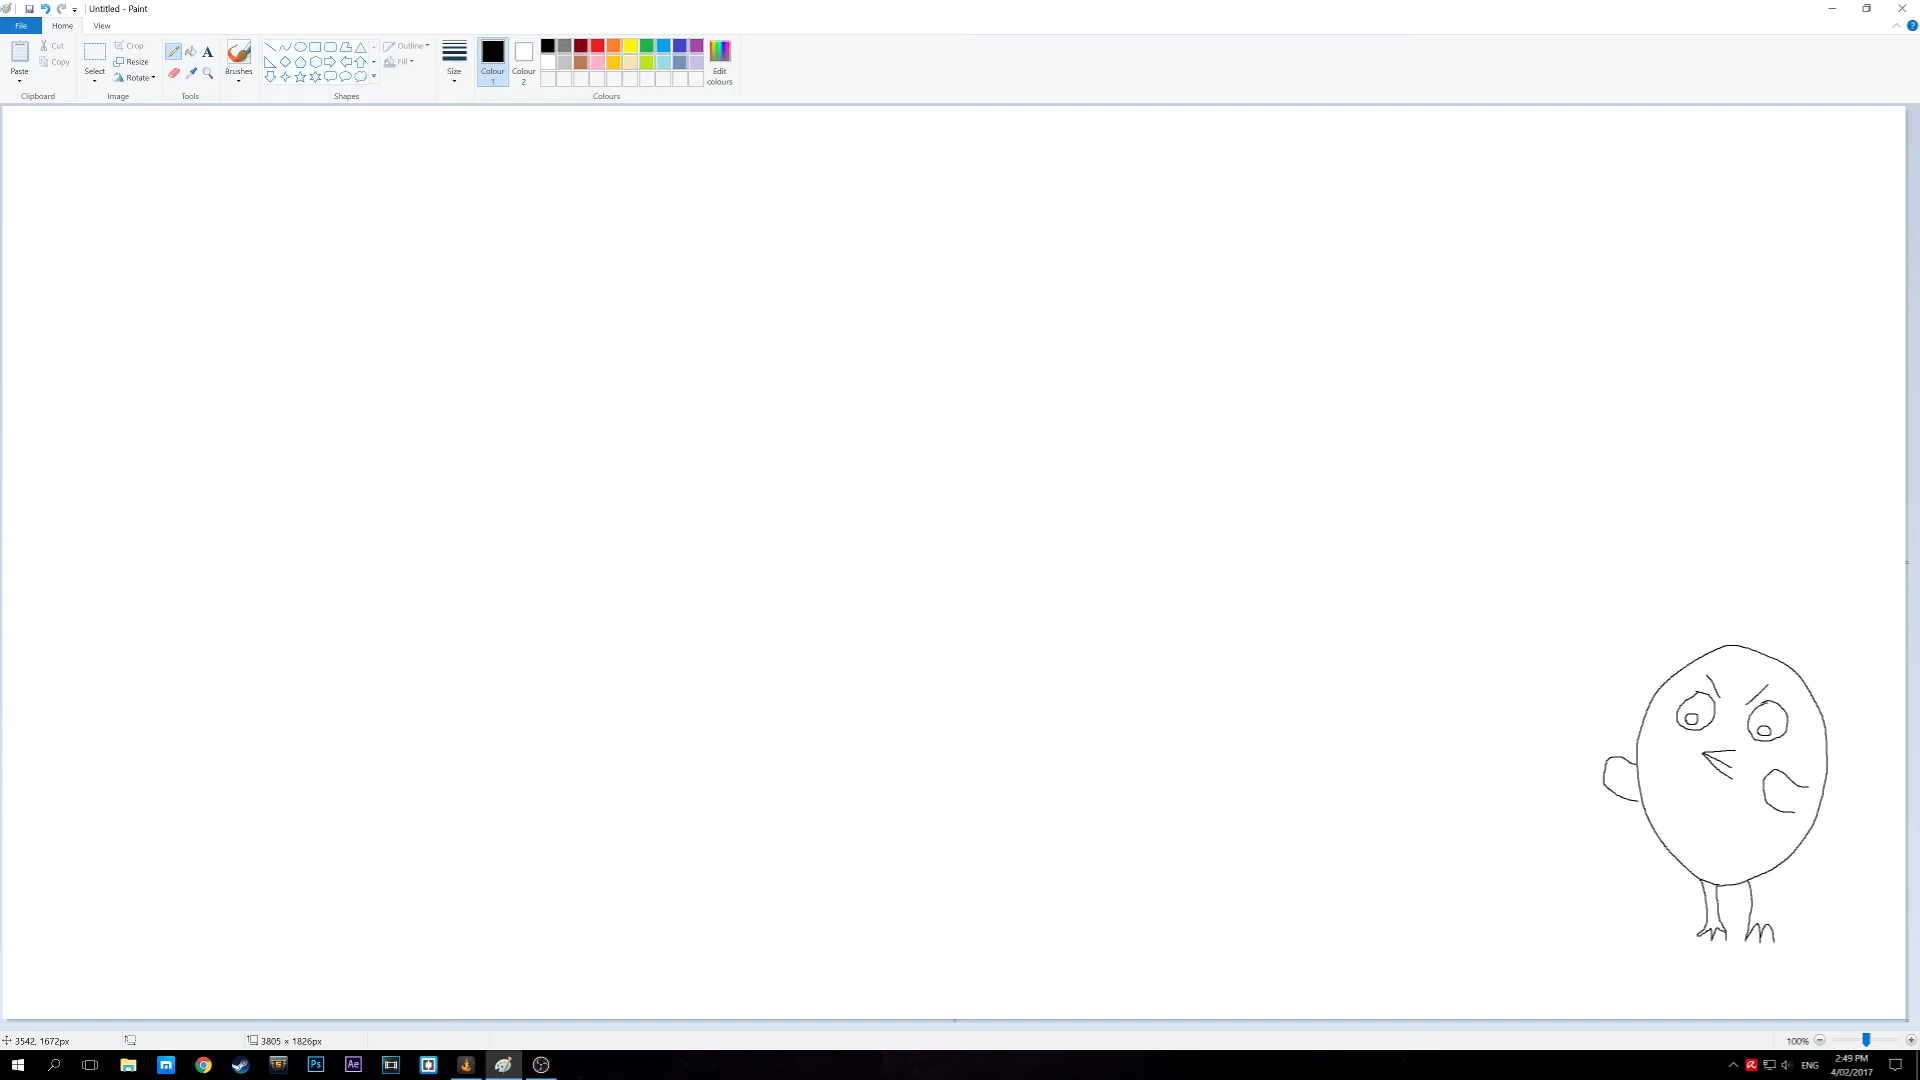 Untitled - Paint
File Home View
Paste
Cut
Copy
Clipboard
Select
Crop
Resize
Rotate
Image
A
Tools
Brushes
Outline
Fill
Shapes
Size
Colour 1
Colour 2
Edit colours
Colours
3542, 1672px
3805 × 1826px
100%
Ps
Ae
ENG
2:49 PM
4/02/2017